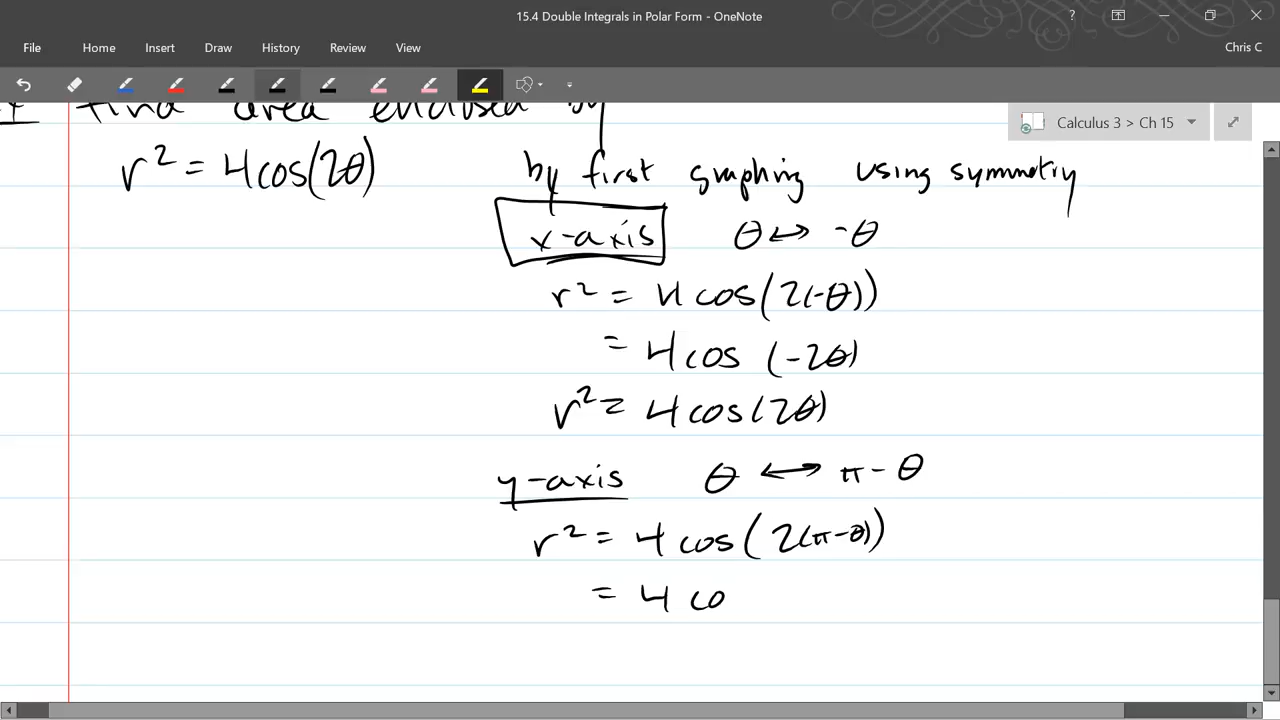 15.4 Double Integrals in Polar Form - OneNote
File Home Insert Draw History Review View Chris C
Calculus 3 > Ch 15
find area enclosed by
r² = 4cos(2θ)
by first graphing using symmetry
x-axis θ ↔ -θ
r² = 4cos(2(-θ))
= 4cos(-2θ)
r² = 4cos(2θ)
y-axis θ ↔ π-θ
r² = 4cos(2(π-θ))
= 4co